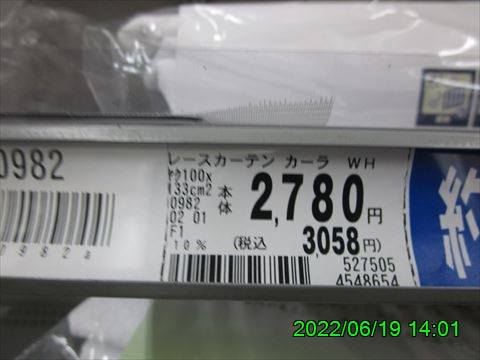 0982
レースカーテン カーラ WH
ヤク100x
133cm2
0982
02 01
F1
10%
本体
2,780円
(税込 3,058円)
527505
4548654
2022/06/19 14:01